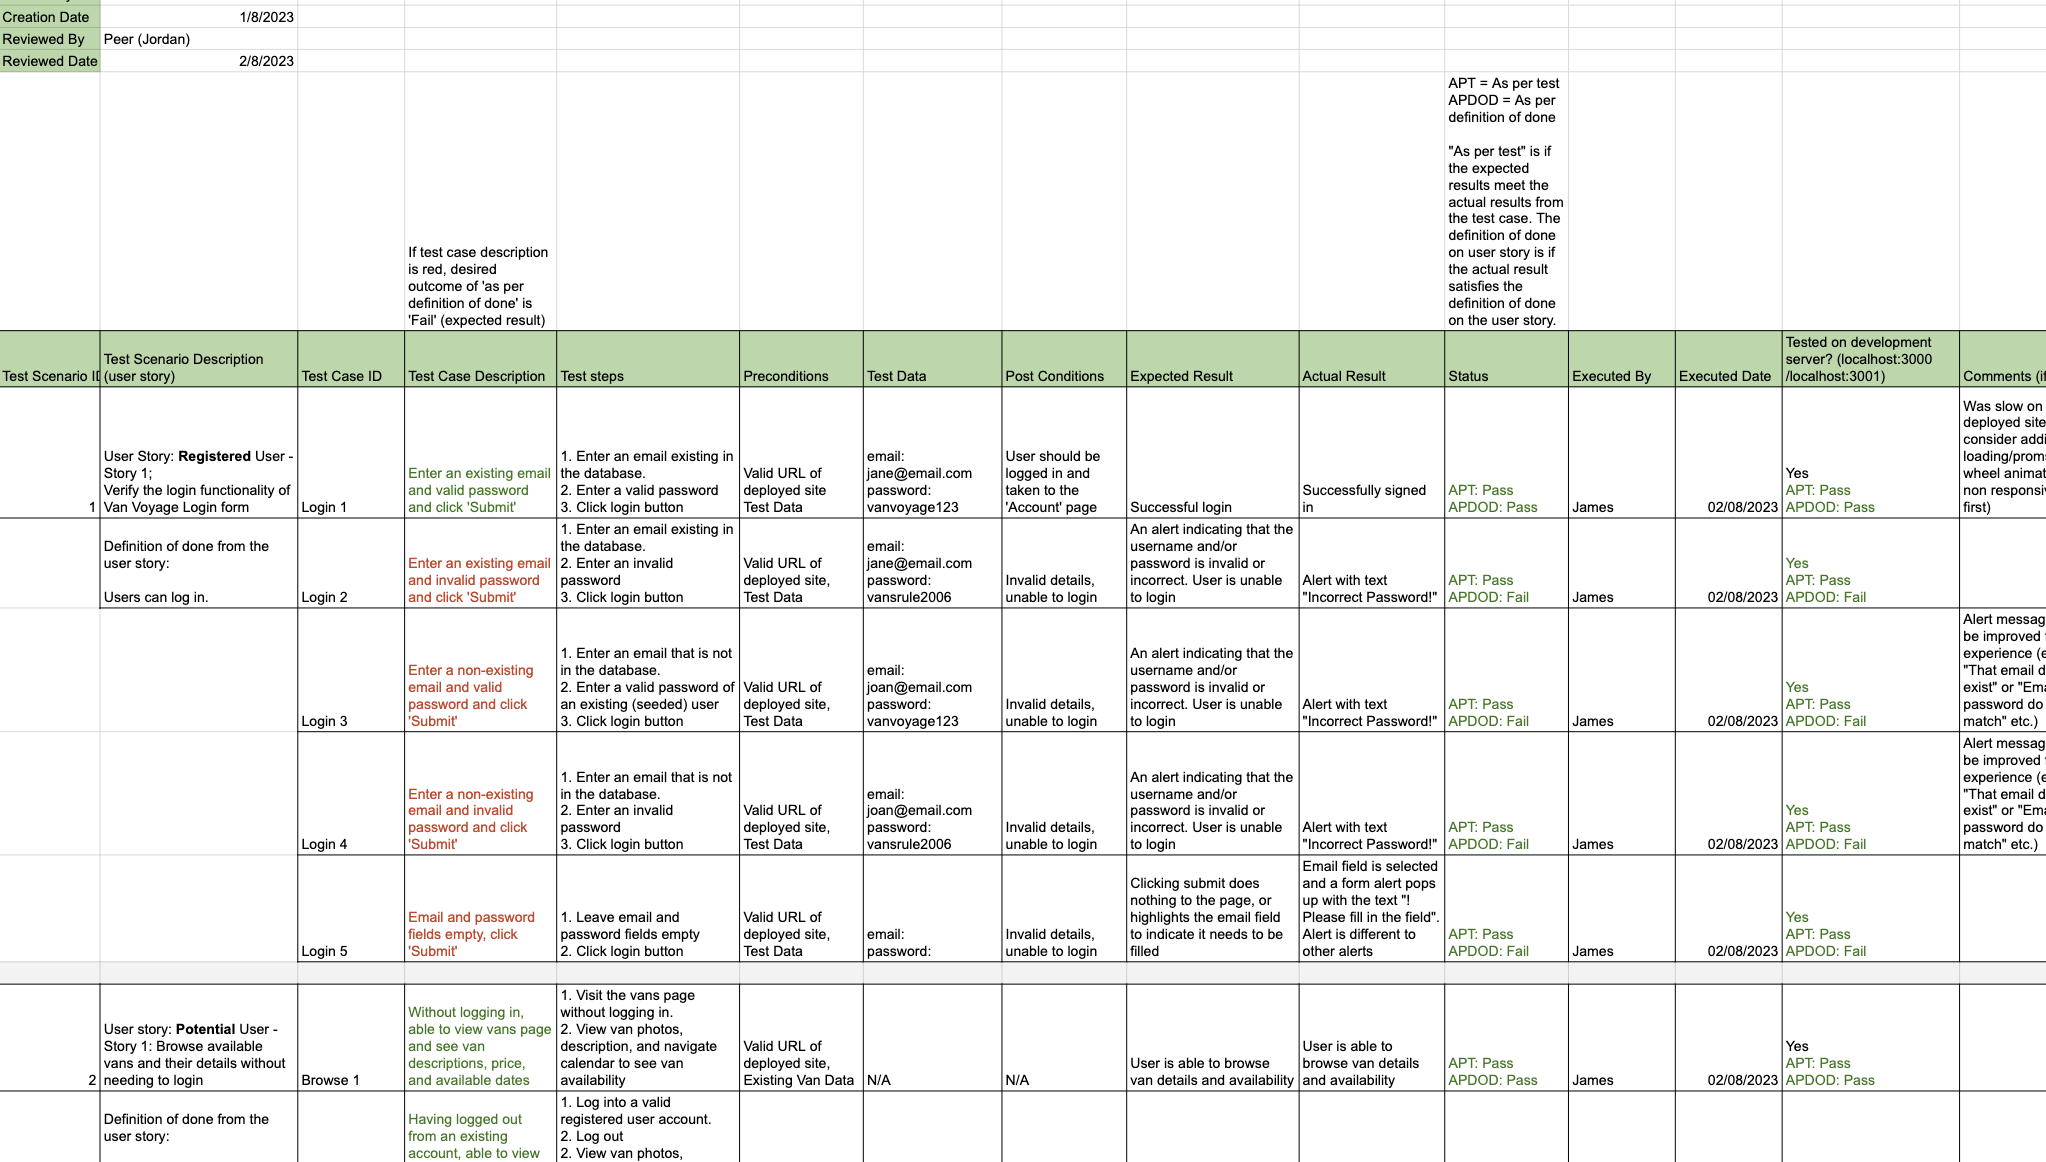 Creation Date 1/8/2023
Reviewed By Peer (Jordan)
Reviewed Date 2/8/2023
If test case description
is red, desired
outcome of 'as per
definition of done' is
'Fail' (expected result)
APT = As per test
APDOD = As per
definition of done
"As per test" is if
the expected
results meet the
actual results from
the test case. The
definition of done
on user story is if
the actual result
satisfies the
definition of done
on the user story.
Test Scenario ID
Test Scenario Description
(user story)
Test Case ID
Test Case Description
Test steps
Preconditions
Test Data
Post Conditions
Expected Result
Actual Result
Status
Executed By
Executed Date
Tested on development
server? (localhost:3000
/localhost:3001)
Comments (if
1
User Story: Registered User -
Story 1;
Verify the login functionality of
Van Voyage Login form
Login 1
Enter an existing email
and valid password
and click 'Submit'
1. Enter an email existing in
the database.
2. Enter a valid password
3. Click login button
Valid URL of
deployed site
Test Data
email:
jane@email.com
password:
vanvoyage123
User should be
logged in and
taken to the
'Account' page
Successful login
Successfully signed
in
APT: Pass
APDOD: Pass
James
02/08/2023
Yes
APT: Pass
APDOD: Pass
Was slow on
deployed site
consider addi
loading/prom
wheel animat
non responsiv
first)
Definition of done from the
user story:
Users can log in.
Login 2
Enter an existing email
and invalid password
and click 'Submit'
1. Enter an email existing in
the database.
2. Enter an invalid
password
3. Click login button
Valid URL of
deployed site,
Test Data
email:
jane@email.com
password:
vansrule2006
Invalid details,
unable to login
An alert indicating that the
username and/or
password is invalid or
incorrect. User is unable
to login
Alert with text
"Incorrect Password!"
APT: Pass
APDOD: Fail
James
02/08/2023
Yes
APT: Pass
APDOD: Fail
Login 3
Enter a non-existing
email and valid
password and click
'Submit'
1. Enter an email that is not
in the database.
2. Enter a valid password of
an existing (seeded) user
3. Click login button
Valid URL of
deployed site,
Test Data
email:
joan@email.com
password:
vanvoyage123
Invalid details,
unable to login
An alert indicating that the
username and/or
password is invalid or
incorrect. User is unable
to login
Alert with text
"Incorrect Password!"
APT: Pass
APDOD: Fail
James
02/08/2023
Yes
APT: Pass
APDOD: Fail
Alert messag
be improved
experience (e
"That email d
exist" or "Ema
password do
match" etc.)
Login 4
Enter a non-existing
email and invalid
password and click
'Submit'
1. Enter an email that is not
in the database.
2. Enter an invalid
password
3. Click login button
Valid URL of
deployed site,
Test Data
email:
joan@email.com
password:
vansrule2006
Invalid details,
unable to login
An alert indicating that the
username and/or
password is invalid or
incorrect. User is unable
to login
Alert with text
"Incorrect Password!"
APT: Pass
APDOD: Fail
James
02/08/2023
Yes
APT: Pass
APDOD: Fail
Alert messag
be improved
experience (e
"That email d
exist" or "Ema
password do
match" etc.)
Login 5
Email and password
fields empty, click
'Submit'
1. Leave email and
password fields empty
2. Click login button
Valid URL of
deployed site,
Test Data
email:
password:
Invalid details,
unable to login
Clicking submit does
nothing to the page, or
highlights the email field
to indicate it needs to be
filled
Email field is selected
and a form alert pops
up with the text "!
Please fill in the field".
Alert is different to
other alerts
APT: Pass
APDOD: Fail
James
02/08/2023
Yes
APT: Pass
APDOD: Fail
2
User story: Potential User -
Story 1: Browse available
vans and their details without
needing to login
Browse 1
Without logging in,
able to view vans page
and see van
descriptions, price,
and available dates
1. Visit the vans page
without logging in.
2. View van photos,
description, and navigate
calendar to see van
availability
Valid URL of
deployed site,
Existing Van Data
N/A
N/A
User is able to browse
van details and availability
User is able to
browse van details
and availability
APT: Pass
APDOD: Pass
James
02/08/2023
Yes
APT: Pass
APDOD: Pass
Definition of done from the
user story:
Having logged out
from an existing
account, able to view
1. Log into a valid
registered user account.
2. Log out
2. View van photos,